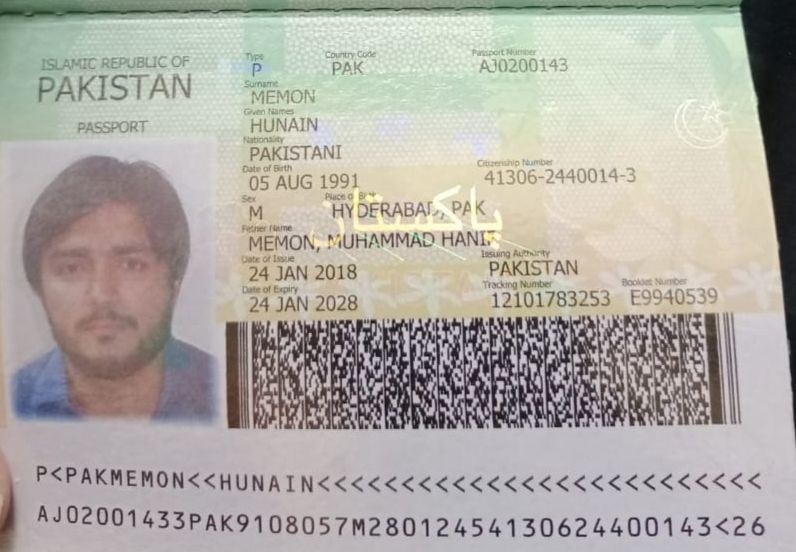 ISLAMIC REPUBLIC OF
PAKISTAN
PASSPORT
Type Country Code Passport Number
P PAK AJ0200143
Surname
MEMON
Given Names
HUNAIN
Nationality
PAKISTANI
Date of Birth Citizenship Number
05 AUG 1991 41306-2440014-3
Sex Place of Birth
M HYDERABAD, PAK
پاکستان
Father Name
MEMON, MUHAMMAD HANIF
Date of Issue Issuing Authority
24 JAN 2018 PAKISTAN
Date of Expiry Tracking Number Booklet Number
24 JAN 2028 12101783253 E9940539
P<PAKMEMON<<HUNAIN<<<<<<<<<<<<<<<<<<<<<<<<<<
AJ02001433PAK9108057M28012454130624400143<26